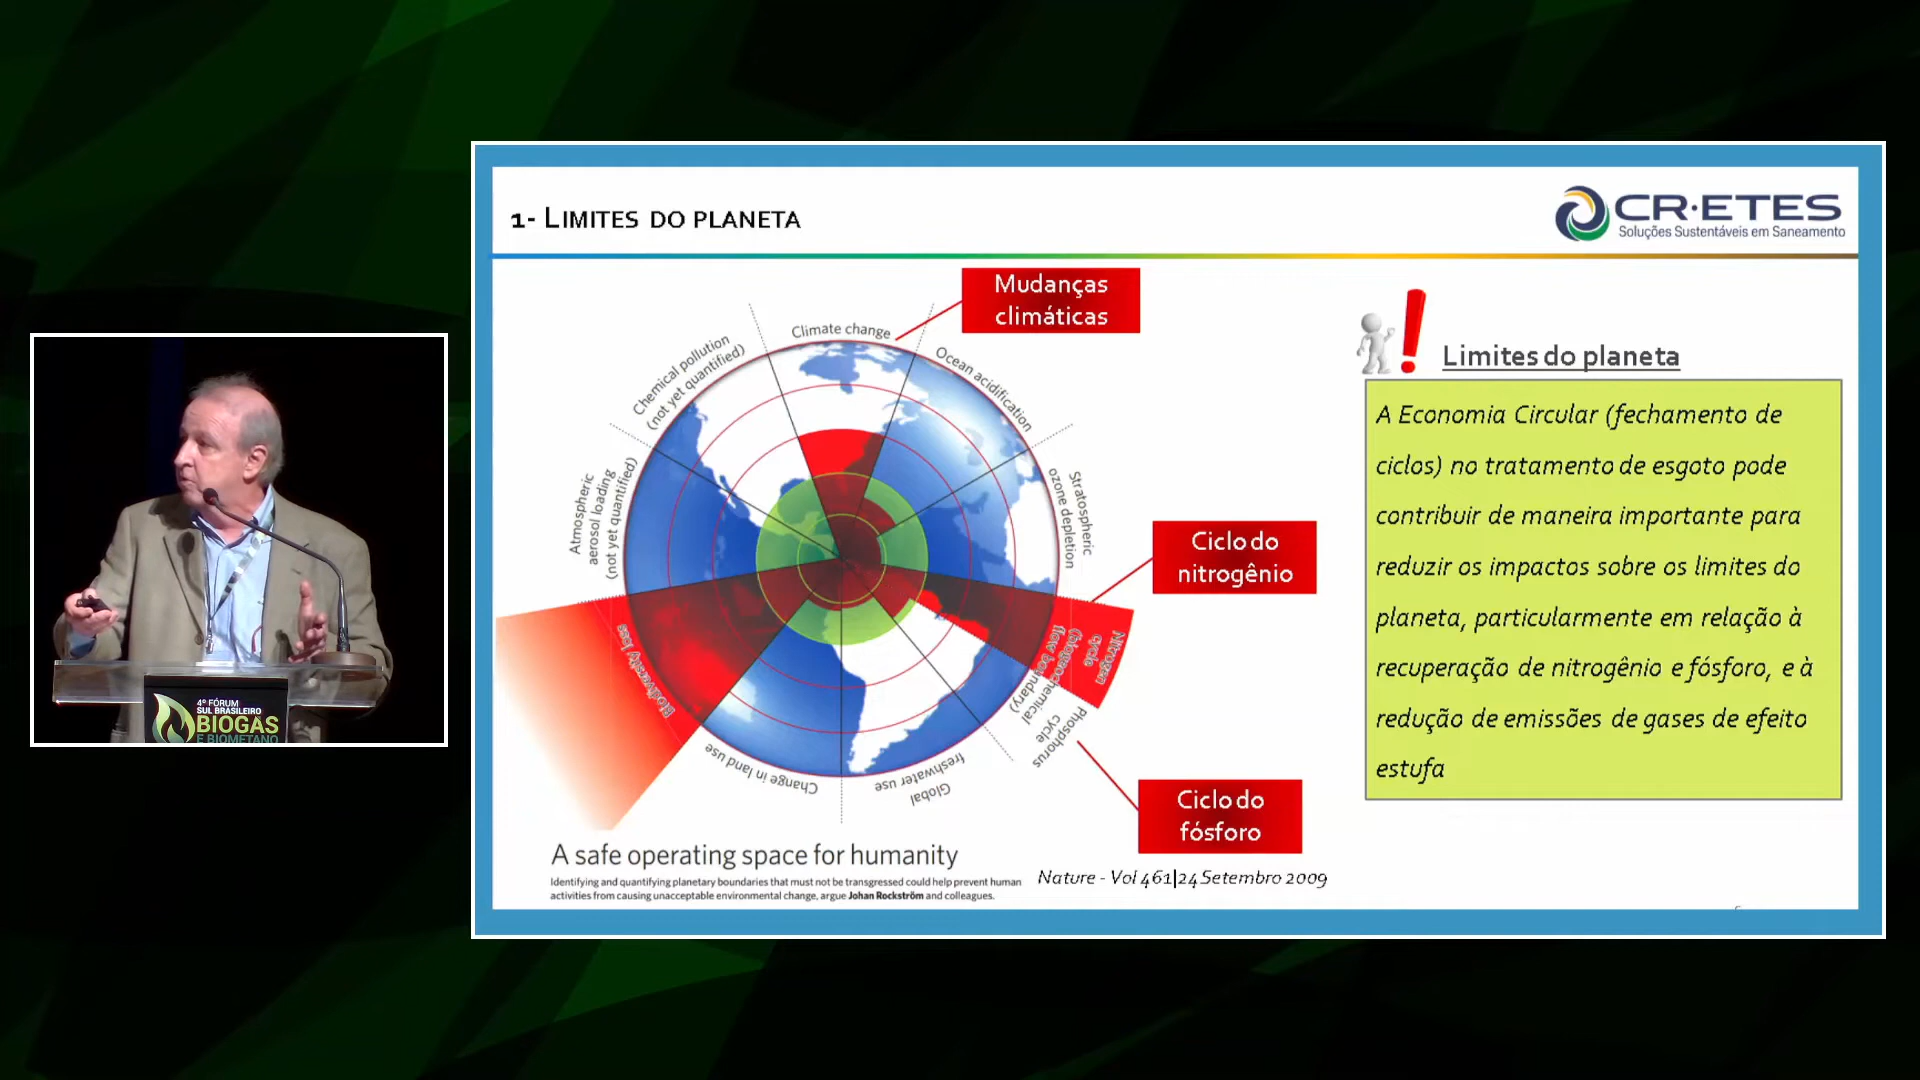 1- LIMITES DO PLANETA
CR·ETES
Soluções Sustentáveis em Saneamento
Mudanças
climáticas
Climate change
Ocean acidification
Stratospheric
ozone depletion
Nitrogen
cycle
(biogeochemical
flow boundary)
Phosphorus
cycle
Global
freshwater use
Change in land use
Biodiversity loss
Atmospheric
aerosol loading
(not yet quantified)
Chemical pollution
(not yet quantified)
Ciclo do
nitrogênio
Ciclo do
fósforo
A safe operating space for humanity
Identifying and quantifying planetary boundaries that must not be transgressed could help prevent human
activities from causing unacceptable environmental change, argue Johan Rockström and colleagues.
Nature - Vol 461|24 Setembro 2009
Limites do planeta
A Economia Circular (fechamento de
ciclos) no tratamento de esgoto pode
contribuir de maneira importante para
reduzir os impactos sobre os limites do
planeta, particularmente em relação à
recuperação de nitrogênio e fósforo, e à
redução de emissões de gases de efeito
estufa
4º FÓRUM
SUL BRASILEIRO
BIOGÁS
E BIOMETANO